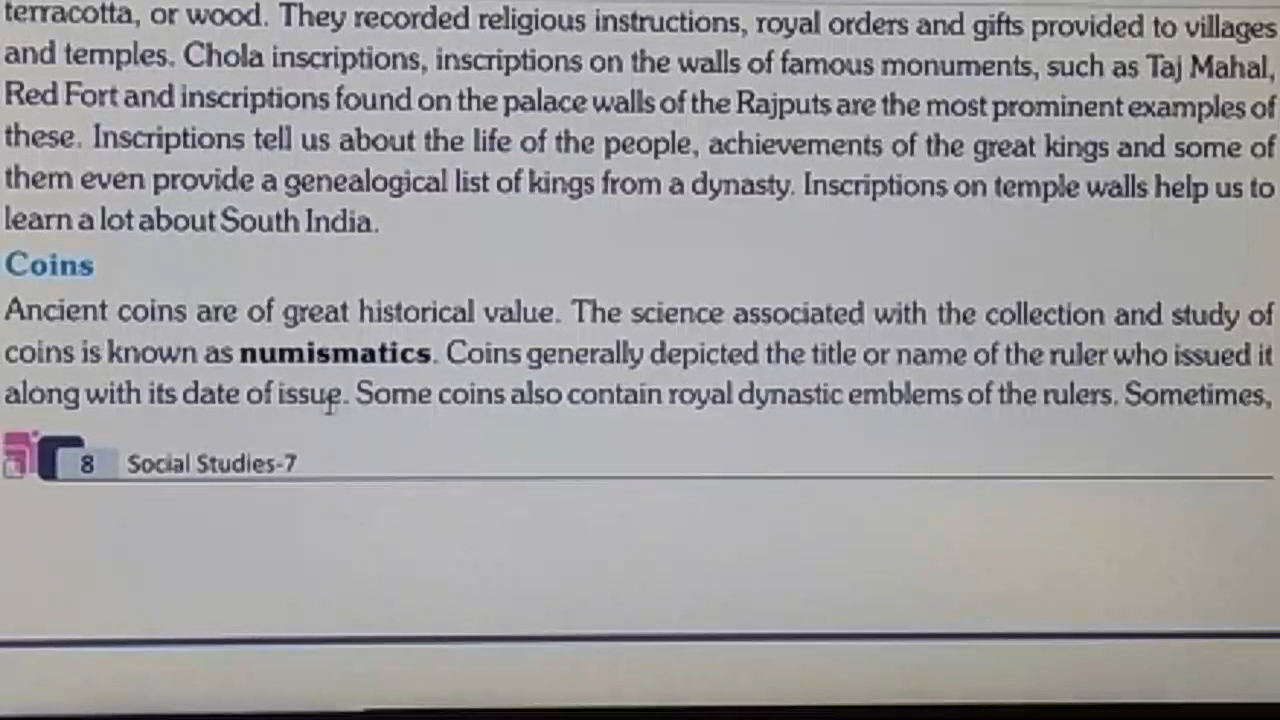 terracotta, or wood. They recorded religious instructions, royal orders and gifts provided to villages
and temples. Chola inscriptions, inscriptions on the walls of famous monuments, such as Taj Mahal,
Red Fort and inscriptions found on the palace walls of the Rajputs are the most prominent examples of
these. Inscriptions tell us about the life of the people, achievements of the great kings and some of
them even provide a genealogical list of kings from a dynasty. Inscriptions on temple walls help us to
learn a lot about South India.
Coins
Ancient coins are of great historical value. The science associated with the collection and study of
coins is known as numismatics. Coins generally depicted the title or name of the ruler who issued it
along with its date of issue. Some coins also contain royal dynastic emblems of the rulers. Sometimes,
8 Social Studies-7